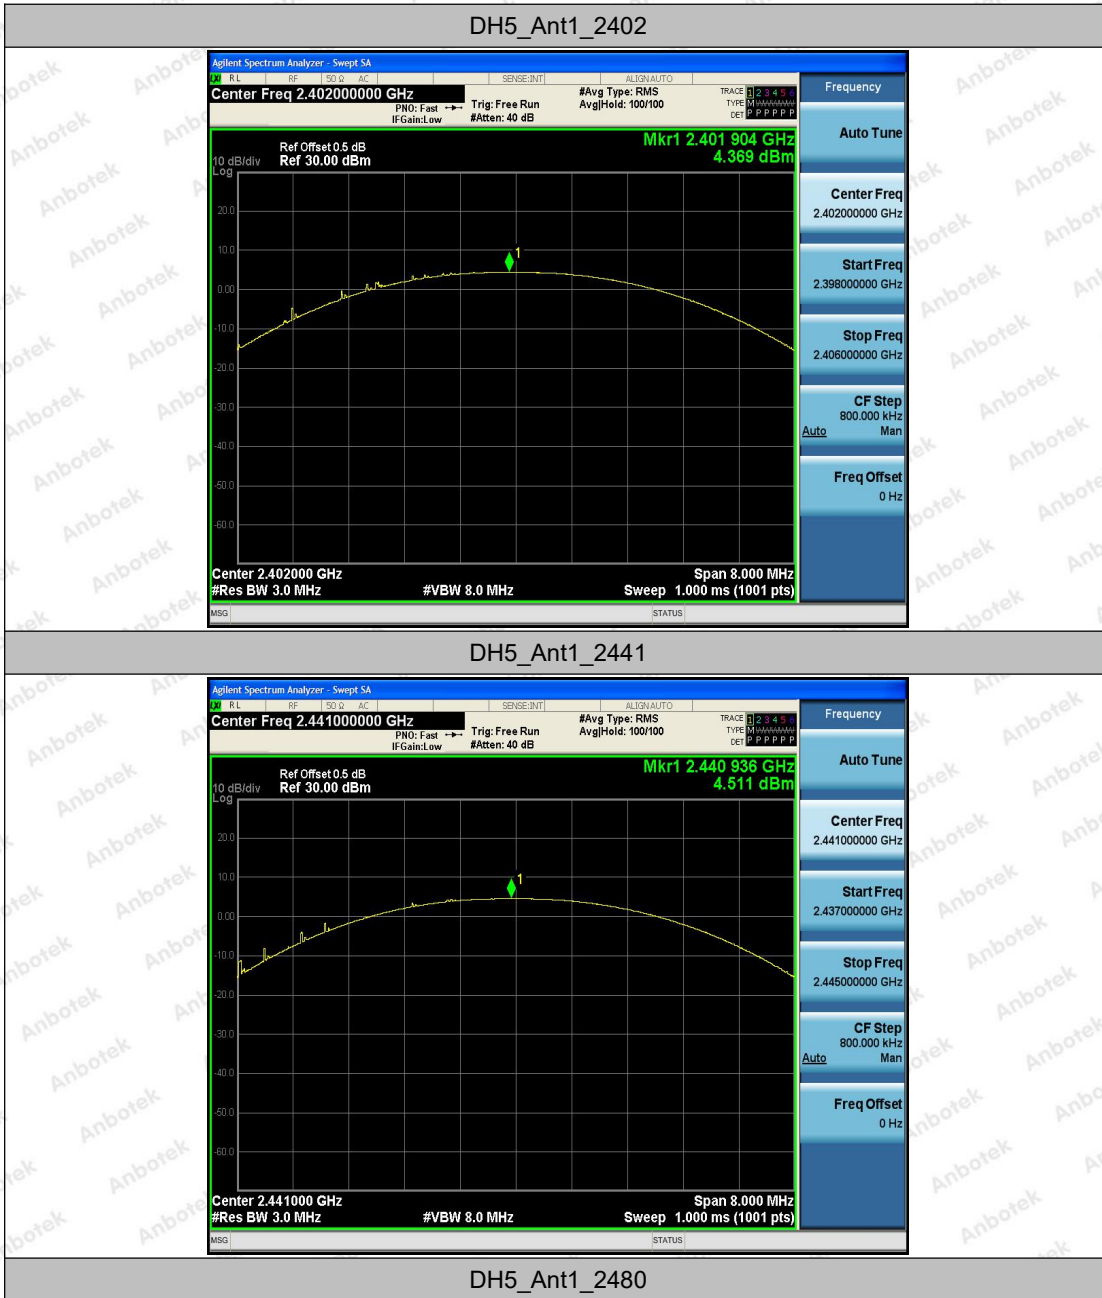 DH5_Ant1_2402
Agilent Spectrum Analyzer - Swept SA
LXI RL RF 50 Ω AC SENSE:INT ALIGNAUTO
Center Freq 2.402000000 GHz
PNO: Fast
IFGain:Low
Trig: Free Run
#Atten: 40 dB
#Avg Type: RMS
Avg|Hold: 100/100
TRACE 1 2 3 4 5 6
TYPE M
DET P P P P P P
Mkr1 2.401 904 GHz
4.369 dBm
Ref Offset 0.5 dB
10 dB/div Ref 30.00 dBm
Log
20.0
10.0
0.00
-10.0
-20.0
-30.0
-40.0
-50.0
-60.0
Center 2.402000 GHz Span 8.000 MHz
#Res BW 3.0 MHz #VBW 8.0 MHz Sweep 1.000 ms (1001 pts)
MSG STATUS
Frequency
Auto Tune
Center Freq
2.402000000 GHz
Start Freq
2.398000000 GHz
Stop Freq
2.406000000 GHz
CF Step
800.000 kHz
Auto Man
Freq Offset
0 Hz
DH5_Ant1_2441
Agilent Spectrum Analyzer - Swept SA
LXI RL RF 50 Ω AC SENSE:INT ALIGNAUTO
Center Freq 2.441000000 GHz
PNO: Fast
IFGain:Low
Trig: Free Run
#Atten: 40 dB
#Avg Type: RMS
Avg|Hold: 100/100
TRACE 1 2 3 4 5 6
TYPE M
DET P P P P P P
Mkr1 2.440 936 GHz
4.511 dBm
Ref Offset 0.5 dB
10 dB/div Ref 30.00 dBm
Log
20.0
10.0
0.00
-10.0
-20.0
-30.0
-40.0
-50.0
-60.0
Center 2.441000 GHz Span 8.000 MHz
#Res BW 3.0 MHz #VBW 8.0 MHz Sweep 1.000 ms (1001 pts)
MSG STATUS
Frequency
Auto Tune
Center Freq
2.441000000 GHz
Start Freq
2.437000000 GHz
Stop Freq
2.445000000 GHz
CF Step
800.000 kHz
Auto Man
Freq Offset
0 Hz
DH5_Ant1_2480